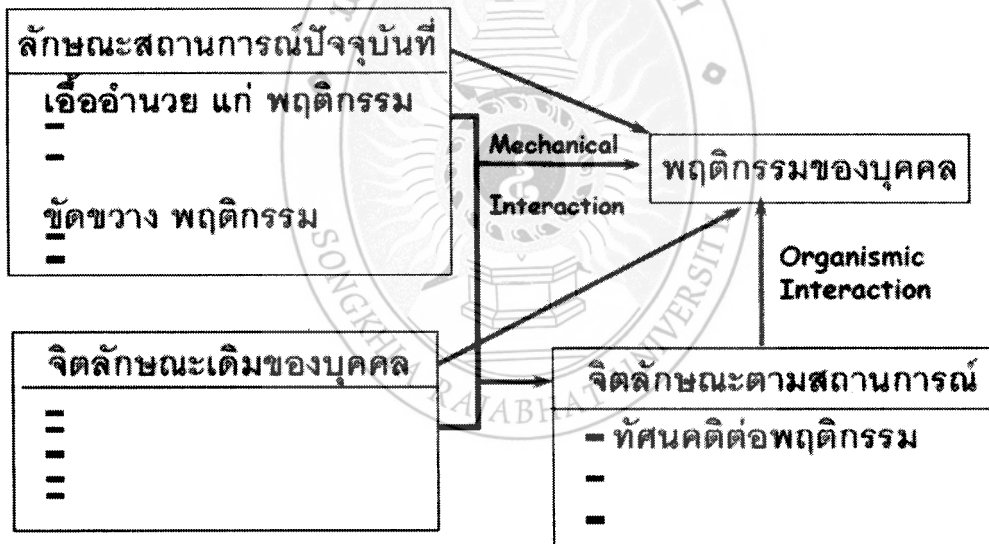 ลักษณะสถานการณ์ปัจจุบันที่
เอื้ออำนวย แก่ พฤติกรรม
–
–
ขัดขวาง พฤติกรรม
–
–
Mechanical
Interaction
พฤติกรรมของบุคคล
Organismic
Interaction
จิตลักษณะเดิมของบุคคล
–
–
–
–
–
จิตลักษณะตามสถานการณ์
– ทัศนคติต่อพฤติกรรม
–
–
SONGKHLA RAJABHAT UNIVERSITY